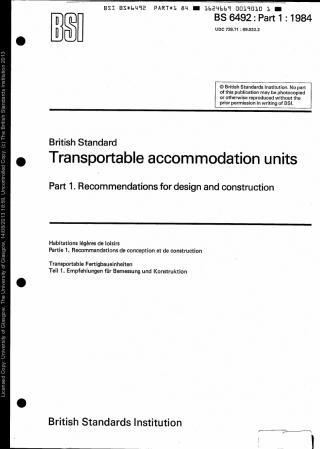 BSI BS*6492 PART*1 84 ■ 1624669 0019010 1 ■
BSI
BS 6492 : Part 1 : 1984
UDC 728.71 : 69.033.2
© British Standards Institution. No part
of this publication may be photocopied
or otherwise reproduced without the
prior permission in writing of BSI.
British Standard
Transportable accommodation units
Part 1. Recommendations for design and construction
Habitations légères de loisirs
Partie 1. Recommandations de conception et de construction
Transportable Fertigbaueinheiten
Teil 1. Empfehlungen für Bemessung und Konstruktion
British Standards Institution
Licensed Copy: University of Glasgow, The University of Glasgow, 14/08/2013 18:59, Uncontrolled Copy, (c) The British Standards Institution 2013